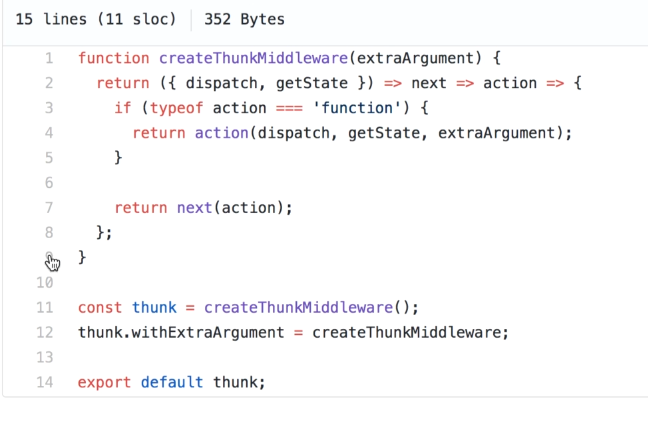 15 lines (11 sloc) 352 Bytes
1 function createThunkMiddleware(extraArgument) {
2 return ({ dispatch, getState }) => next => action => {
3 if (typeof action === 'function') {
4 return action(dispatch, getState, extraArgument);
5 }
6
7 return next(action);
8 };
}
10
11 const thunk = createThunkMiddleware();
12 thunk.withExtraArgument = createThunkMiddleware;
13
14 export default thunk;